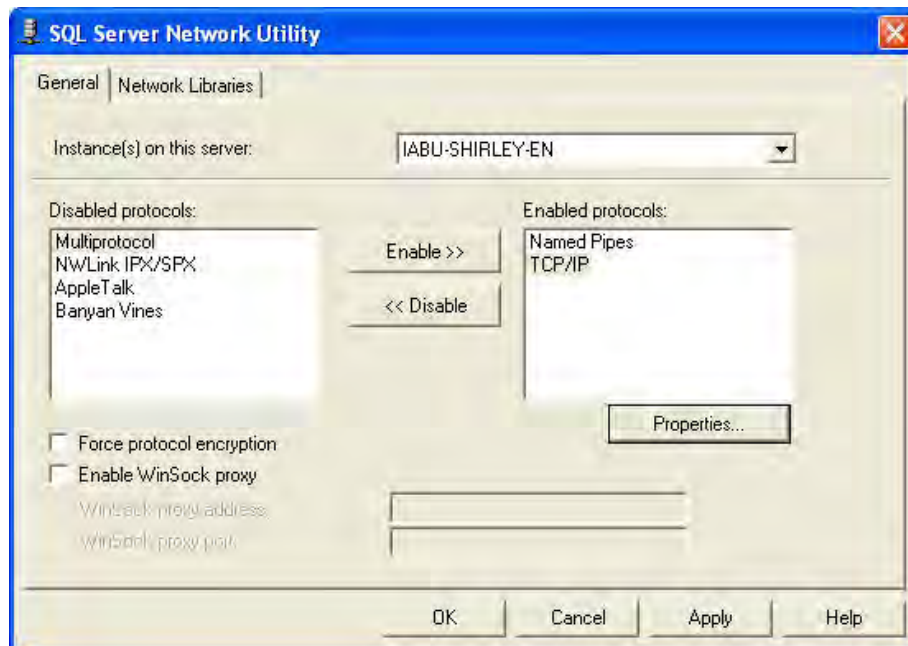 SQL Server Network Utility
General
Network Libraries
Instance(s) on this server:
IABU-SHIRLEY-EN
Disabled protocols:
Multiprotocol
NWLink IPX/SPX
AppleTalk
Banyan Vines
Enable >>
<< Disable
Enabled protocols:
Named Pipes
TCP/IP
Properties...
Force protocol encryption
Enable WinSock proxy
WinSock proxy address
WinSock proxy port
OK
Cancel
Apply
Help